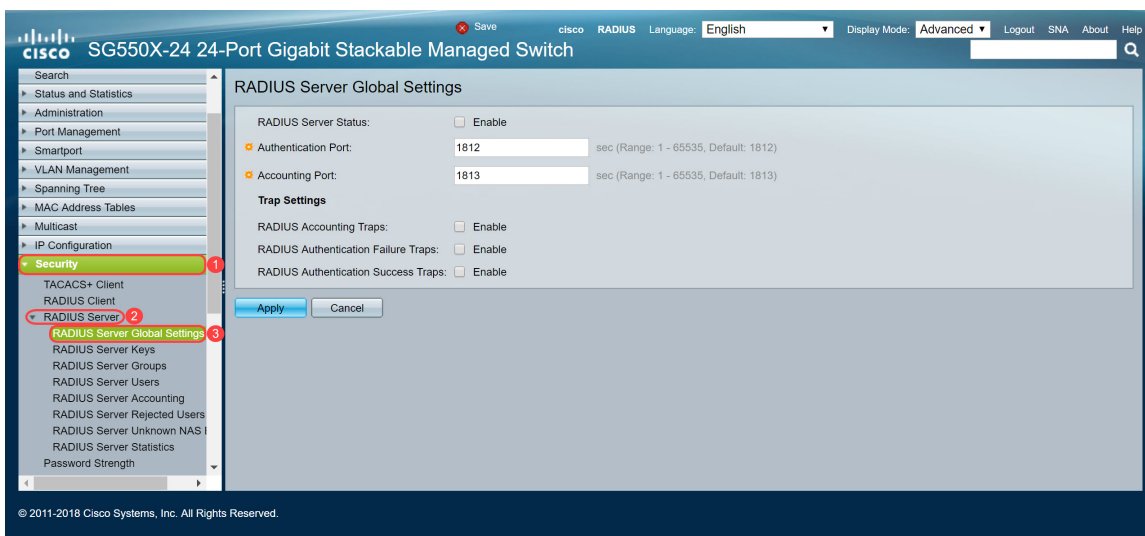 Save
cisco RADIUS Language: English Display Mode: Advanced Logout SNA About Help
CISCO SG550X-24 24-Port Gigabit Stackable Managed Switch
Search
Status and Statistics
Administration
Port Management
Smartport
VLAN Management
Spanning Tree
MAC Address Tables
Multicast
IP Configuration
Security 1
TACACS+ Client
RADIUS Client
RADIUS Server 2
RADIUS Server Global Settings 3
RADIUS Server Keys
RADIUS Server Groups
RADIUS Server Users
RADIUS Server Accounting
RADIUS Server Rejected Users
RADIUS Server Unknown NAS
RADIUS Server Statistics
Password Strength
RADIUS Server Global Settings
RADIUS Server Status: Enable
Authentication Port: 1812 sec (Range: 1 - 65535, Default: 1812)
Accounting Port: 1813 sec (Range: 1 - 65535, Default: 1813)
Trap Settings
RADIUS Accounting Traps: Enable
RADIUS Authentication Failure Traps: Enable
RADIUS Authentication Success Traps: Enable
Apply Cancel
© 2011-2018 Cisco Systems, Inc. All Rights Reserved.